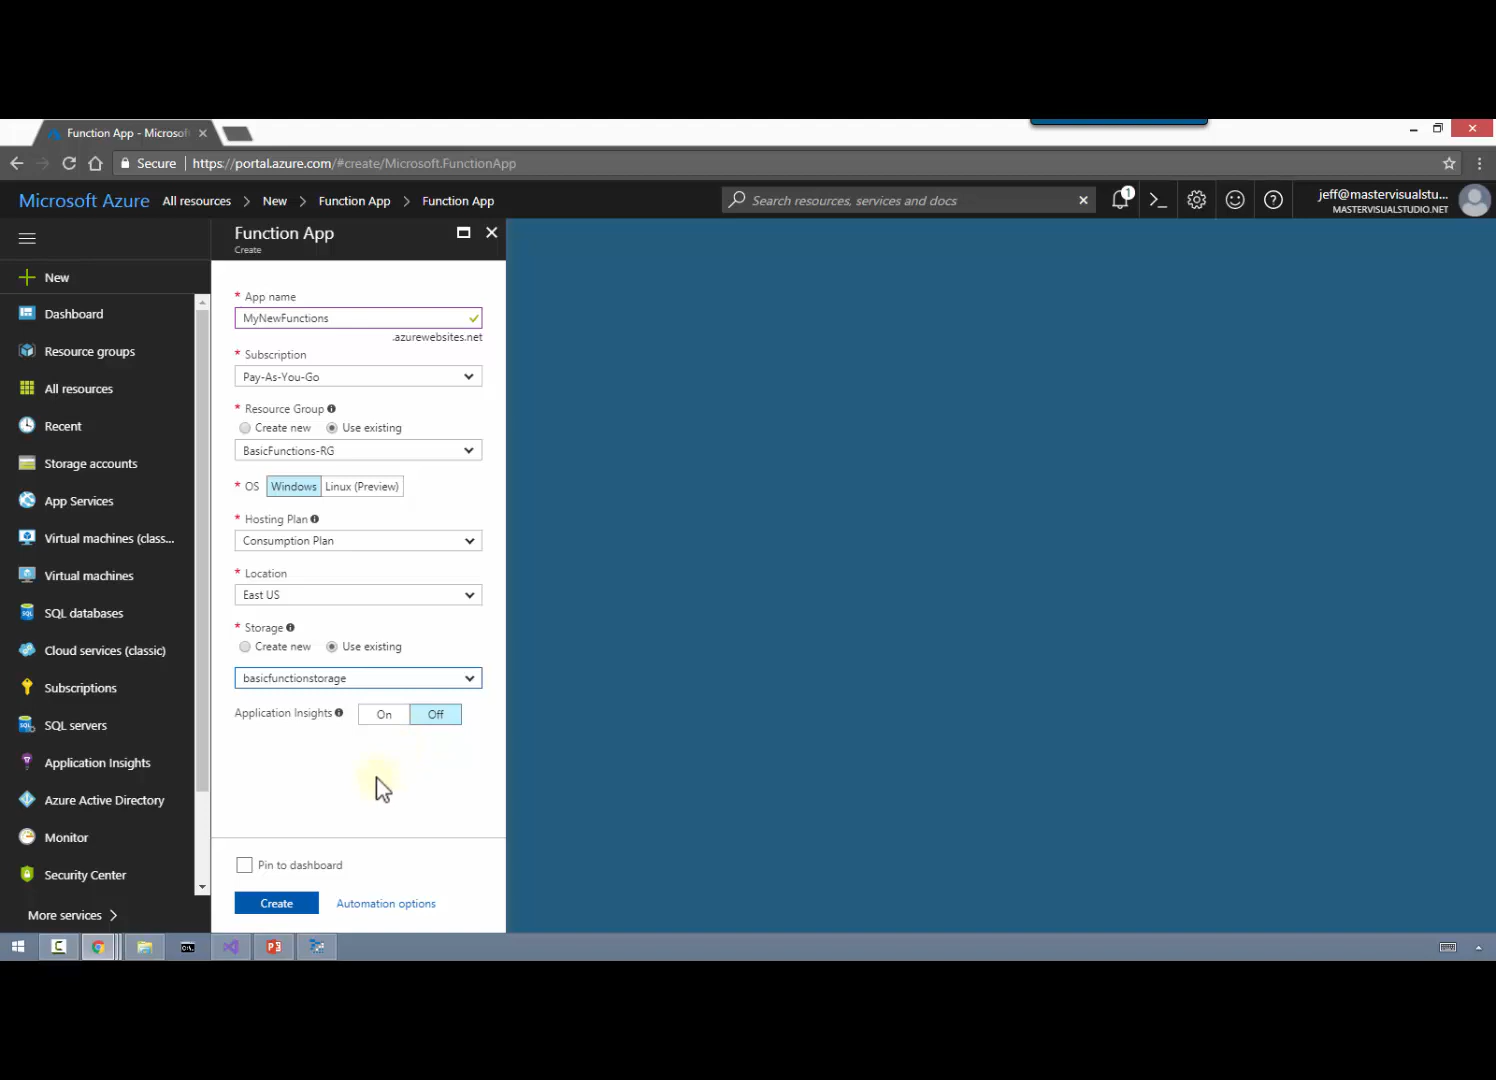 Function App - Microsof
Secure | https://portal.azure.com/#create/Microsoft.FunctionApp
Microsoft Azure All resources > New > Function App > Function App
Search resources, services and docs
1
jeff@mastervisualstu...
MASTERVISUALSTUDIO.NET
Function App
Create
New
Dashboard
Resource groups
All resources
Recent
Storage accounts
App Services
Virtual machines (class...
Virtual machines
SQL databases
Cloud services (classic)
Subscriptions
SQL servers
Application Insights
Azure Active Directory
Monitor
Security Center
More services >
* App name
MyNewFunctions
.azurewebsites.net
* Subscription
Pay-As-You-Go
* Resource Group
Create new Use existing
BasicFunctions-RG
* OS Windows Linux (Preview)
* Hosting Plan
Consumption Plan
* Location
East US
* Storage
Create new Use existing
basicfunctionstorage
Application Insights On Off
Pin to dashboard
Create Automation options